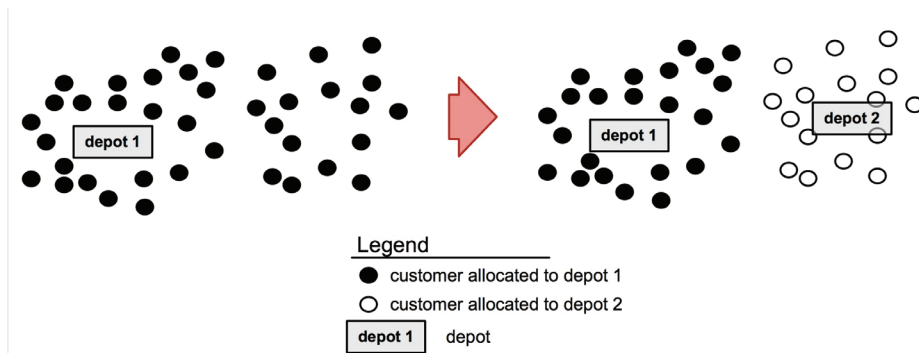 depot 1
depot 1
depot 2
Legend
customer allocated to depot 1
customer allocated to depot 2
depot 1 depot